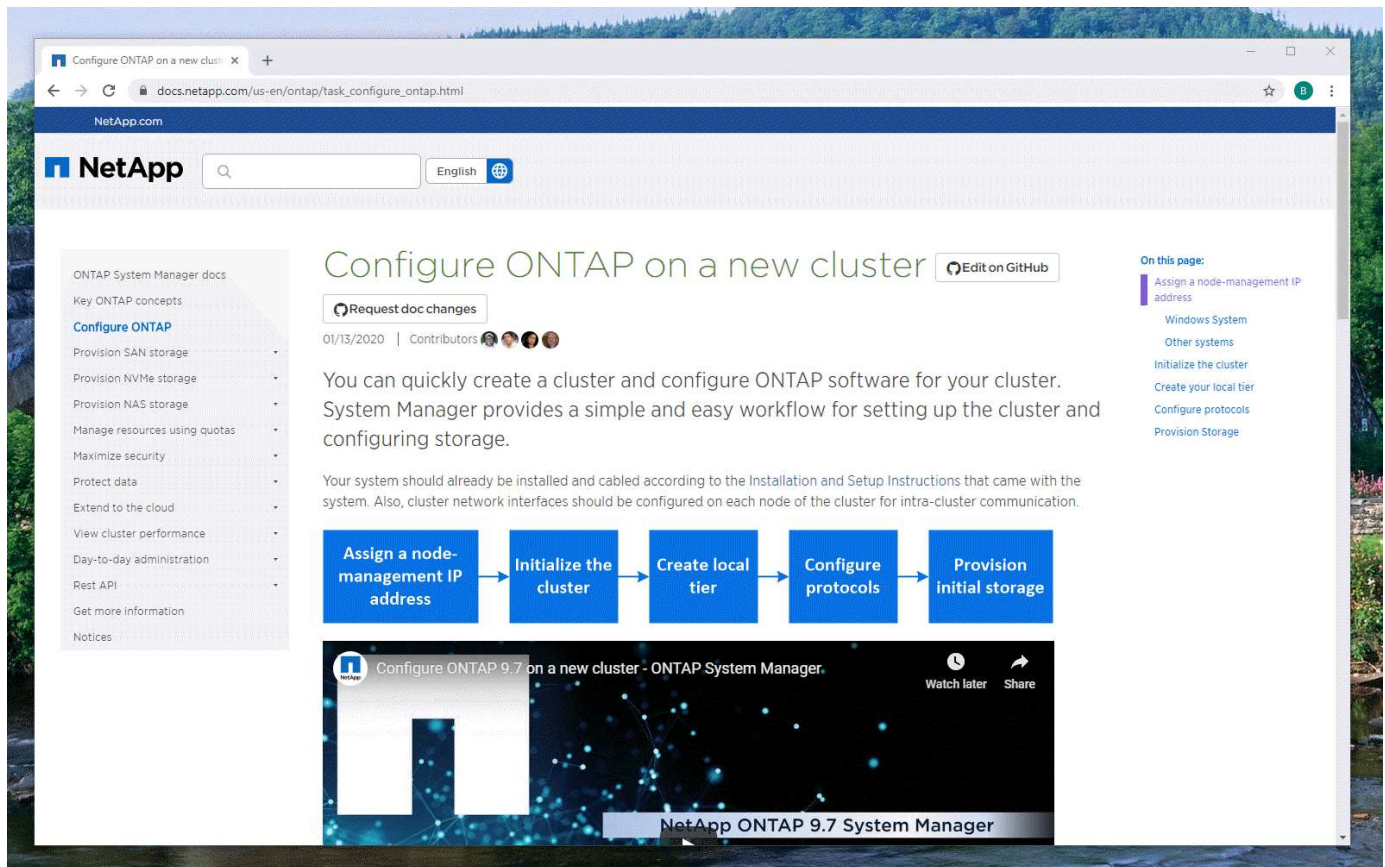 Configure ONTAP on a new clust
docs.netapp.com/us-en/ontap/task_configure_ontap.html
B
NetApp.com
NetApp
English
ONTAP System Manager docs
Key ONTAP concepts
Configure ONTAP
Provision SAN storage
Provision NVMe storage
Provision NAS storage
Manage resources using quotas
Maximize security
Protect data
Extend to the cloud
View cluster performance
Day-to-day administration
Rest API
Get more information
Notices
Configure ONTAP on a new cluster
Edit on GitHub
Request doc changes
01/13/2020 | Contributors
You can quickly create a cluster and configure ONTAP software for your cluster.
System Manager provides a simple and easy workflow for setting up the cluster and
configuring storage.
Your system should already be installed and cabled according to the Installation and Setup Instructions that came with the
system. Also, cluster network interfaces should be configured on each node of the cluster for intra-cluster communication.
Assign a node-
management IP
address
Initialize the
cluster
Create local
tier
Configure
protocols
Provision
initial storage
NetApp
Configure ONTAP 9.7 on a new cluster - ONTAP System Manager
Watch later
Share
NetApp ONTAP 9.7 System Manager
On this page:
Assign a node-management IP
address
Windows System
Other systems
Initialize the cluster
Create your local tier
Configure protocols
Provision Storage